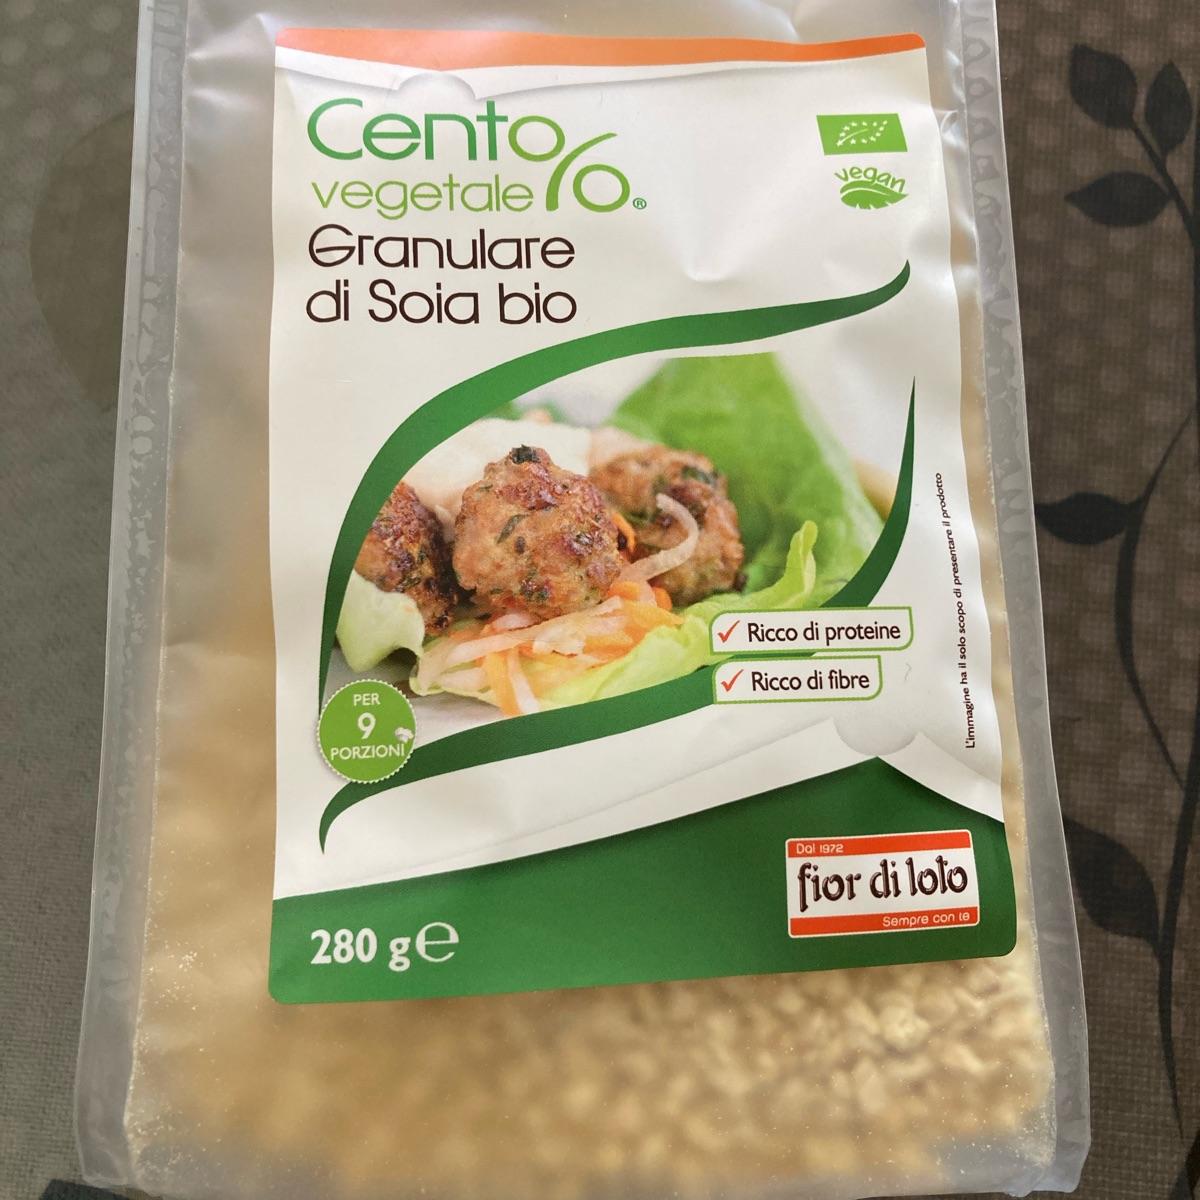 Cento%
vegetale®
Granulare
di Soia bio
vegan
L'immagine ha il solo scopo di presentare il prodotto
✓ Ricco di proteine
✓ Ricco di fibre
PER
9
PORZIONI
Dal 1972
fior di loto
Sempre con te
280 g e